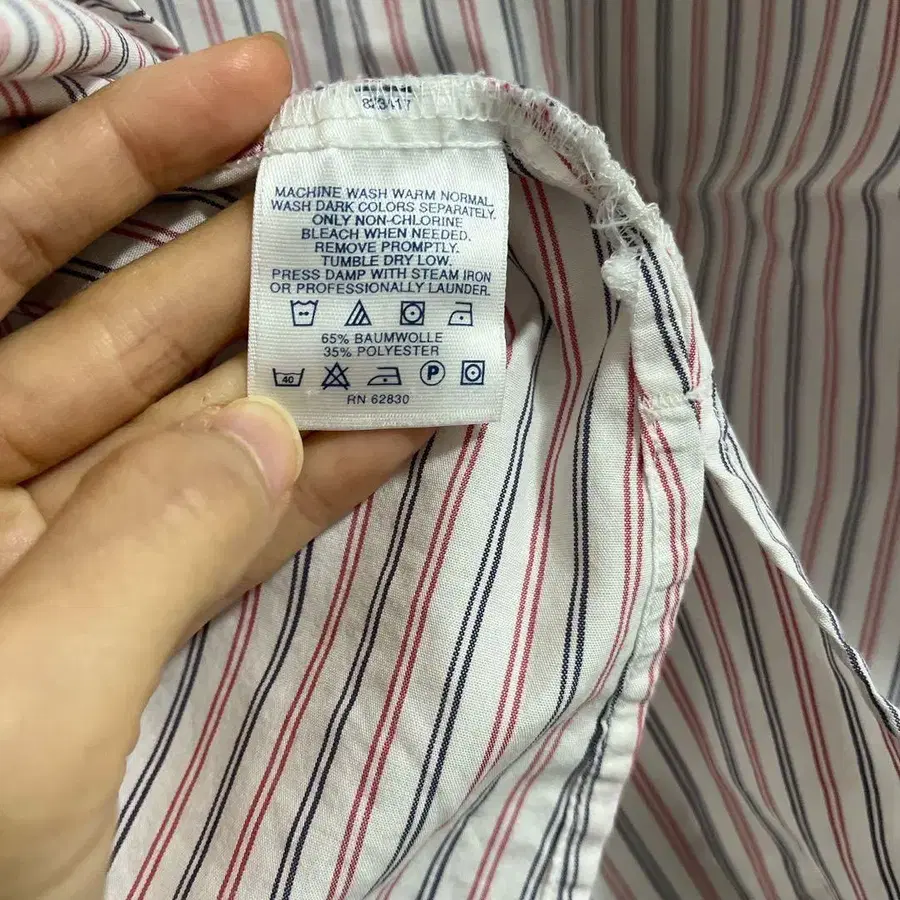 823417
MACHINE WASH WARM NORMAL.
WASH DARK COLORS SEPARATELY.
ONLY NON-CHLORINE
BLEACH WHEN NEEDED.
REMOVE PROMPTLY.
TUMBLE DRY LOW.
PRESS DAMP WITH STEAM IRON
OR PROFESSIONALLY LAUNDER.
65% BAUMWOLLE
35% POLYESTER
40 P
RN 62830